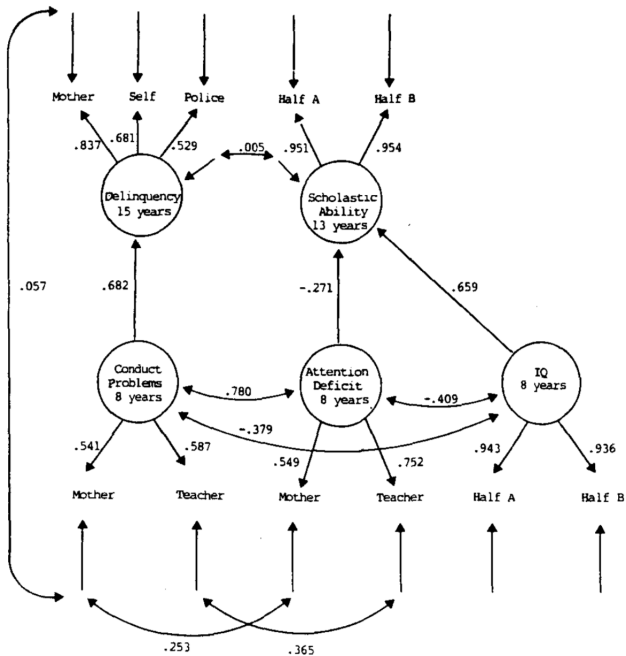 Mother Self Police Half A Half B
.837 .681 .529 .005 .951 .954
Delinquency
15 years
Scholastic
Ability
13 years
.057 .682 -.271 .659
Conduct
Problems
8 years
Attention
Deficit
8 years
IQ
8 years
.780 -.409
-.379
.541 .587 .549 .752 .943 .936
Mother Teacher Mother Teacher Half A Half B
.253 .365